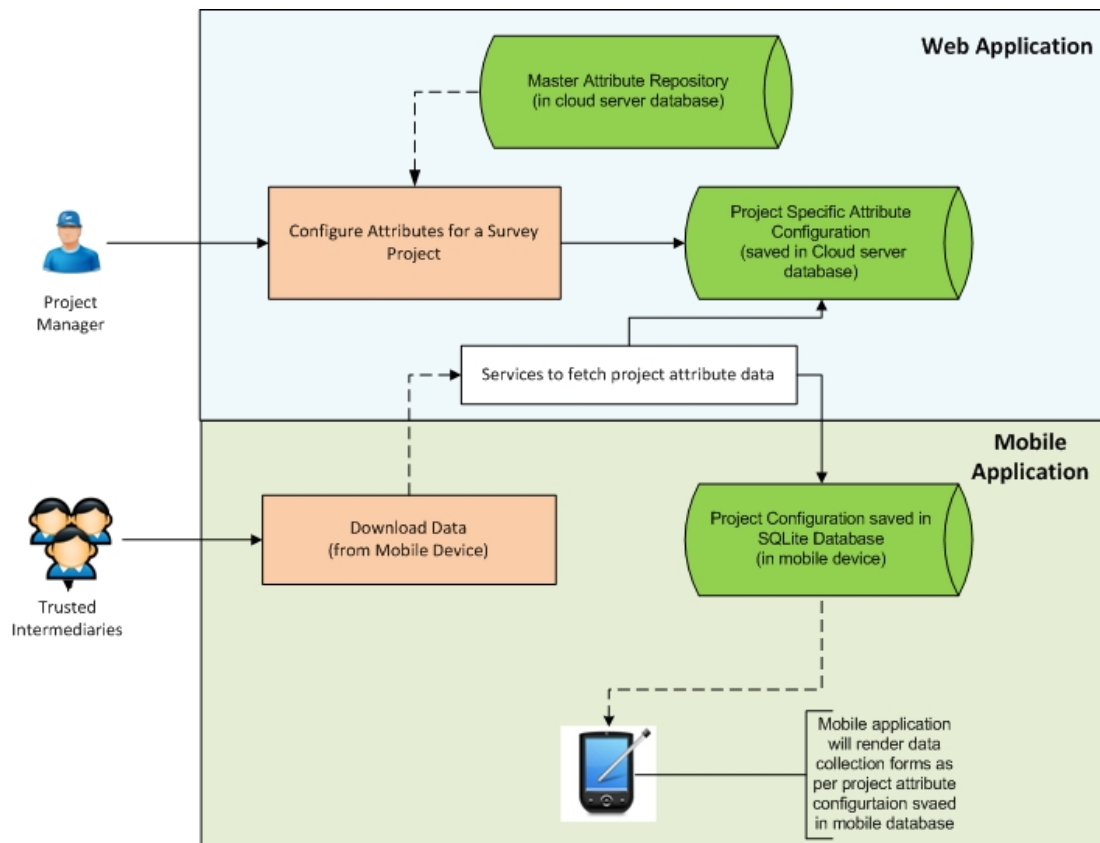 Web Application
Master Attribute Repository
(in cloud server database)
Configure Attributes for a Survey
Project
Project Specific Attribute
Configuration
(saved in Cloud server
database)
Project
Manager
Services to fetch project attribute data
Mobile
Application
Download Data
(from Mobile Device)
Project Configuration saved in
SQLite Database
(in mobile device)
Trusted
Intermediaries
Mobile application
will render data
collection forms as
per project attribute
configurtaion svaed
in mobile database